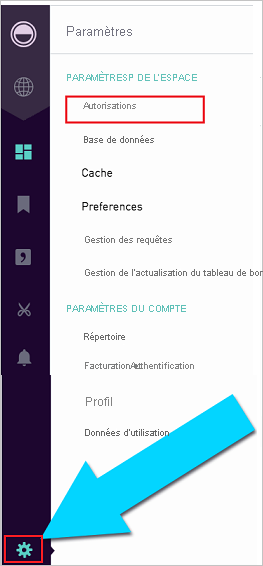 Paramètres
PARAMÈTRESP DE L'ESPACE
Autorisations
Base de données
Cache
Preferences
Gestion des requêtes
Gestion de l'actualisation du tableau de bor
PARAMÈTRES DU COMPTE
Répertoire
Facturation
Profil
Données d'utilisation